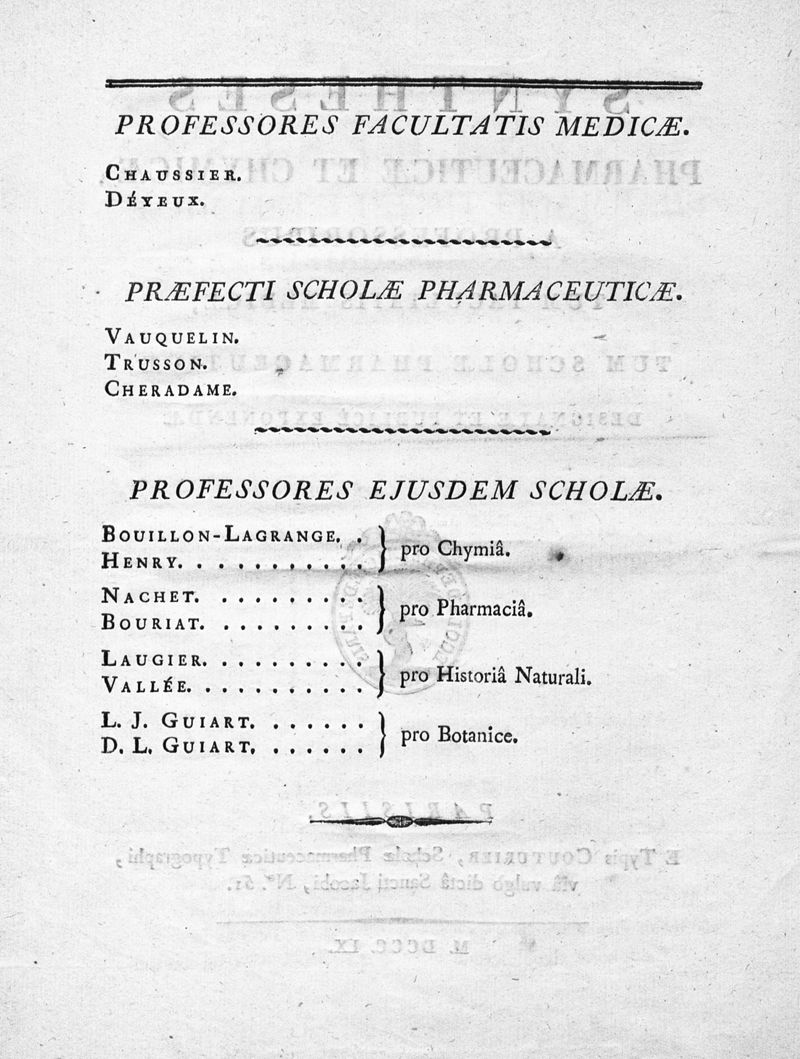 PROFESSORES FACULTATIS MEDICÆ.
CHAUSSIER.
DÉYEUX.
PRÆFECTI SCHOLÆ PHARMACEUTICÆ.
VAUQUELIN.
TRUSSON.
CHERADAME.
PROFESSORES EJUSDEM SCHOLÆ.
BOUILLON-LAGRANGE. .
HENRY. . . . . . . . . . . } pro Chymiâ.
NACHET. . . . . . . . . .
BOURIAT. . . . . . . . . . } pro Pharmaciâ.
LAUGIER. . . . . . . . . .
VALLÉE. . . . . . . . . . . } pro Historiâ Naturali.
L. J. GUIART. . . . . . .
D. L. GUIART. . . . . . . } pro Botanice.